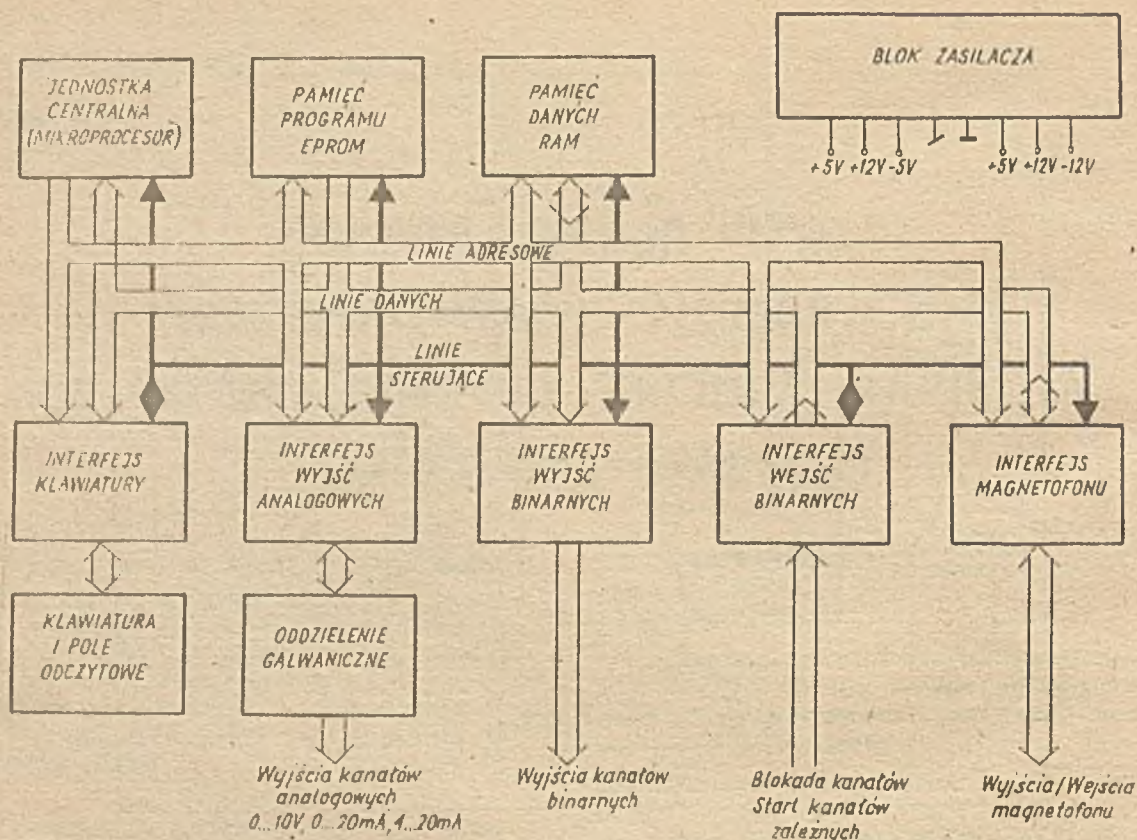 BLOK ZASILACZA
+5V +12V -5V
+5V +12V -12V
JEDNOSTKA
CENTRALNA
(MIKROPROCESOR)
PAMIĘĆ
PROGRAMU
EPROM
PAMIĘĆ
DANYCH
RAM
LINIE ADRESOWE
LINIE DANYCH
LINIE
STERUJĄCE
INTERFEJS
KLAWIATURY
INTERFEJS
WYJŚĆ
ANALOGOWYCH
INTERFEJS
WYJŚĆ
BINARNYCH
INTERFEJS
WEJŚĆ
BINARNYCH
INTERFEJS
MAGNETOFONU
KLAWIATURA
I POLE
ODCZYTOWE
ODDZIELENIE
GALWANICZNE
Wyjścia kanałów
analogowych
0...10V, 0...20mA, 4...20mA
Wyjścia kanałów
binarnych
Blokada kanałów
Start kanałów
zależnych
Wyjścia/Wejścia
magnetofonu